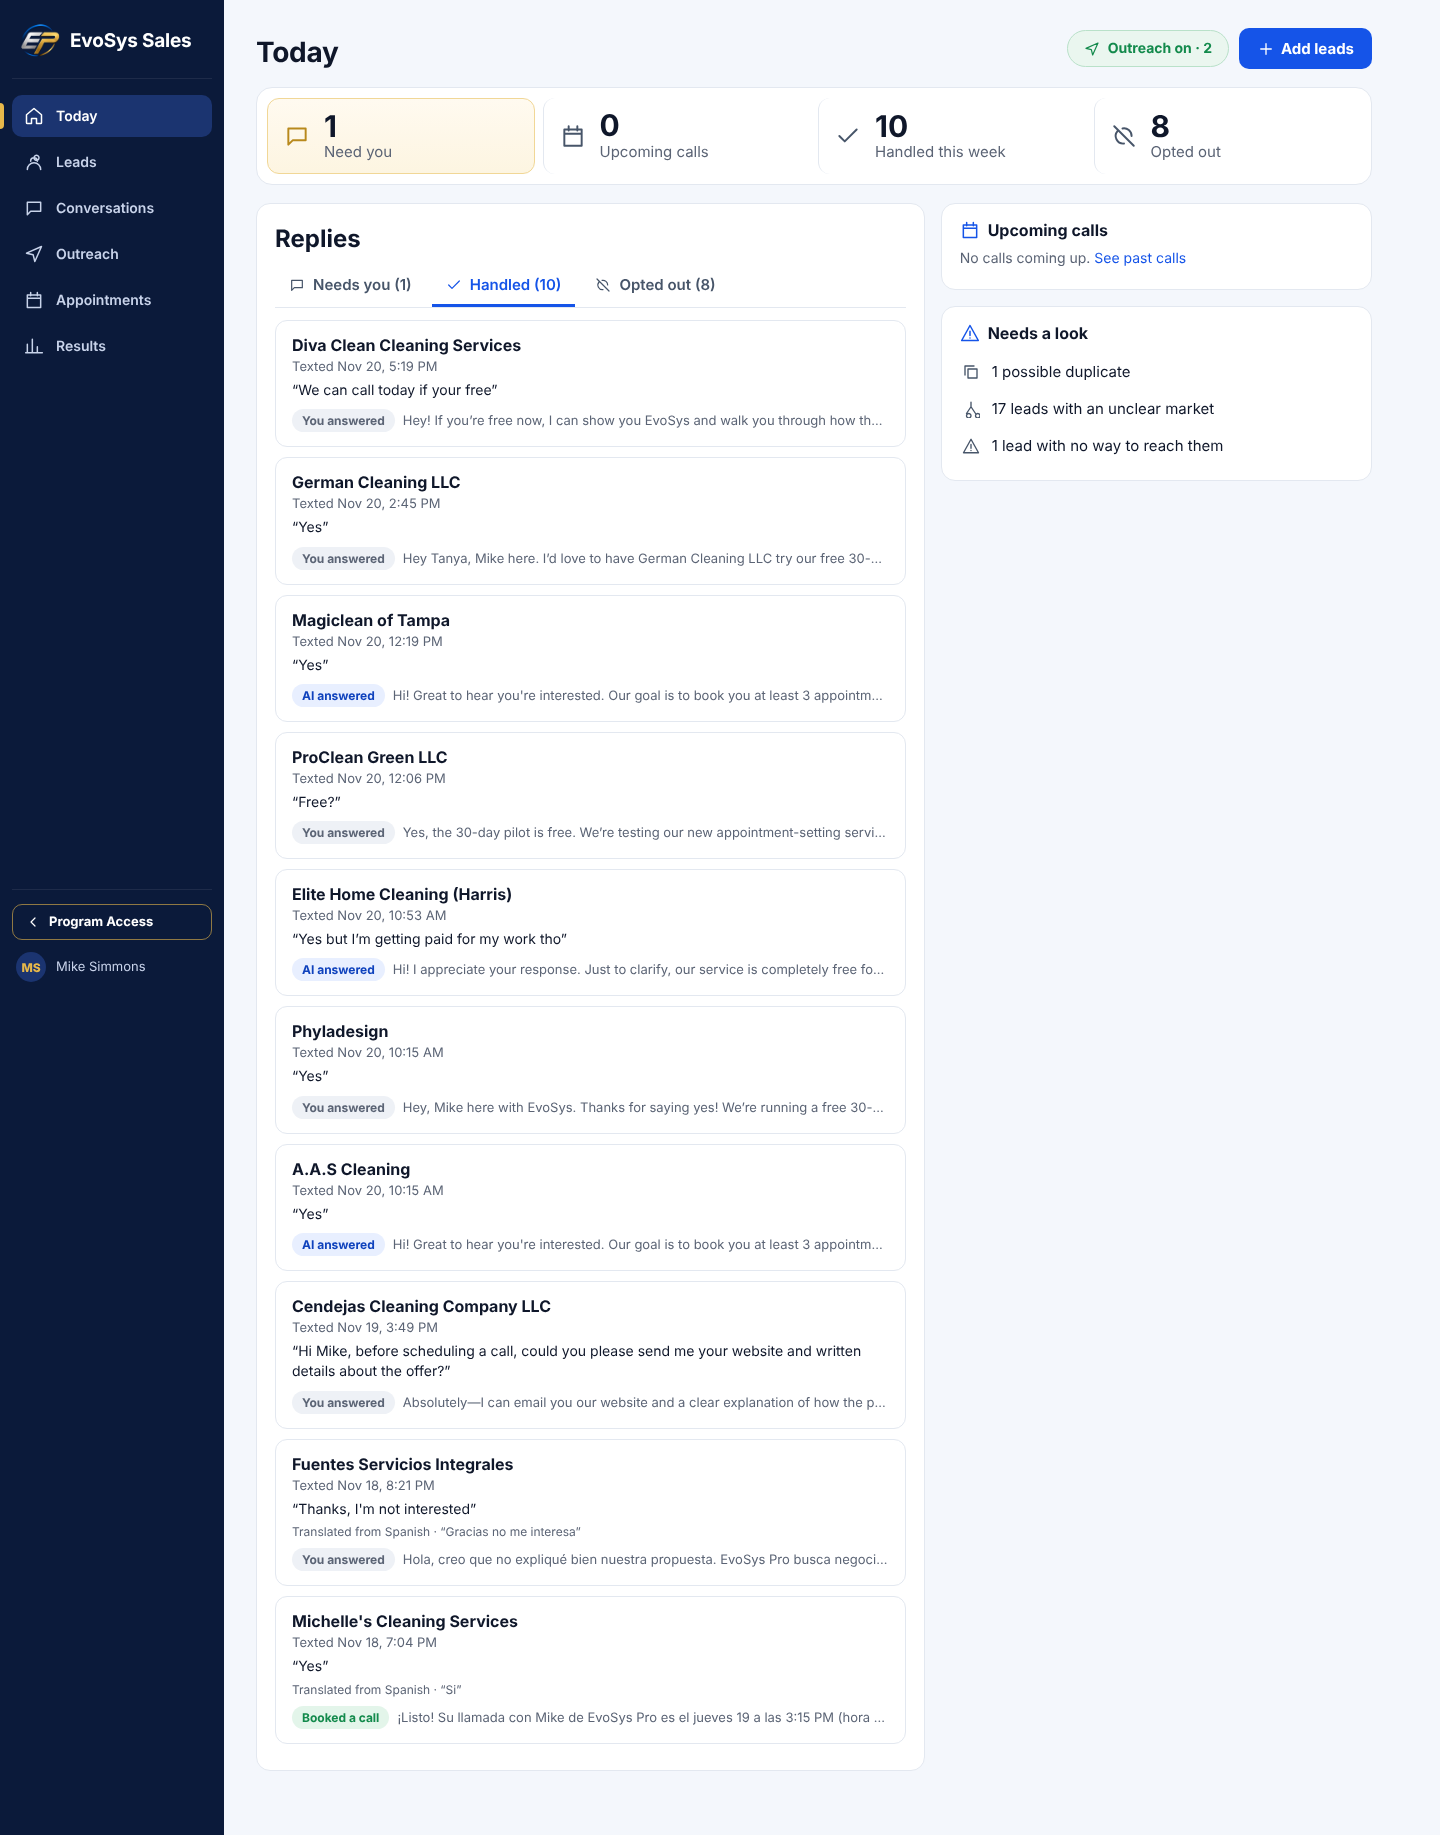 EP EvoSys Sales
Today
Leads
Conversations
Outreach
Appointments
Results
Program Access
MS Mike Simmons
Today
Outreach on · 2
Add leads
1
Need you
0
Upcoming calls
10
Handled this week
8
Opted out
Replies
Needs you (1)
Handled (10)
Opted out (8)
Diva Clean Cleaning Services
Texted Nov 20, 5:19 PM
“We can call today if your free”
You answered Hey! If you’re free now, I can show you EvoSys and walk you through how th...
German Cleaning LLC
Texted Nov 20, 2:45 PM
“Yes”
You answered Hey Tanya, Mike here. I’d love to have German Cleaning LLC try our free 30-...
Magiclean of Tampa
Texted Nov 20, 12:19 PM
“Yes”
AI answered Hi! Great to hear you're interested. Our goal is to book you at least 3 appointm...
ProClean Green LLC
Texted Nov 20, 12:06 PM
“Free?”
You answered Yes, the 30-day pilot is free. We’re testing our new appointment-setting servi...
Elite Home Cleaning (Harris)
Texted Nov 20, 10:53 AM
“Yes but I’m getting paid for my work tho”
AI answered Hi! I appreciate your response. Just to clarify, our service is completely free fo...
Phyladesign
Texted Nov 20, 10:15 AM
“Yes”
You answered Hey, Mike here with EvoSys. Thanks for saying yes! We’re running a free 30-...
A.A.S Cleaning
Texted Nov 20, 10:15 AM
“Yes”
AI answered Hi! Great to hear you're interested. Our goal is to book you at least 3 appointm...
Cendejas Cleaning Company LLC
Texted Nov 19, 3:49 PM
“Hi Mike, before scheduling a call, could you please send me your website and written
details about the offer?”
You answered Absolutely—I can email you our website and a clear explanation of how the p...
Fuentes Servicios Integrales
Texted Nov 18, 8:21 PM
“Thanks, I'm not interested”
Translated from Spanish · “Gracias no me interesa”
You answered Hola, creo que no expliqué bien nuestra propuesta. EvoSys Pro busca negoci...
Michelle's Cleaning Services
Texted Nov 18, 7:04 PM
“Yes”
Translated from Spanish · “Si”
Booked a call ¡Listo! Su llamada con Mike de EvoSys Pro es el jueves 19 a las 3:15 PM (hora ...
Upcoming calls
No calls coming up. See past calls
Needs a look
1 possible duplicate
17 leads with an unclear market
1 lead with no way to reach them